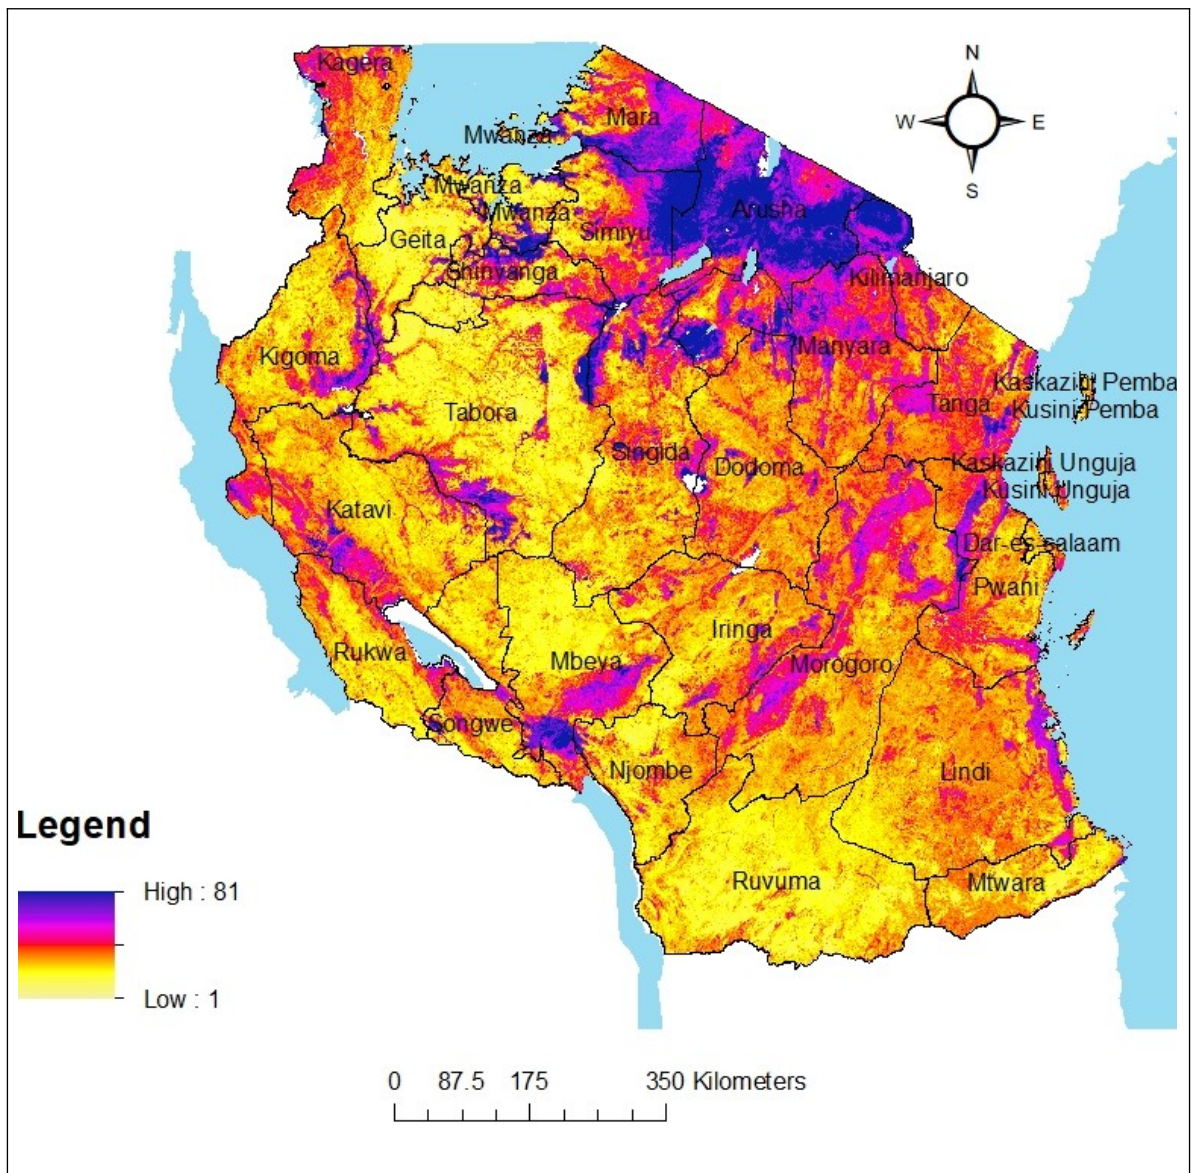 N
W
E
S
Kagera
Mara
Mwanza
Mwanza
Mwanza
Arusha
Simiyu
Geita
Shinyanga
Kilimanjaro
Kigoma
Manyara
Kaskazini Pemba
Tabora
Tanga
Kusini Pemba
Singida
Dodoma
Kaskazini Unguja
Kusini Unguja
Katavi
Dar-es-salaam
Pwani
Iringa
Rukwa
Mbeya
Morogoro
Songwe
Njombe
Lindi
Ruvuma
Mtwara
Legend
High : 81
Low : 1
0 87.5 175 350 Kilometers